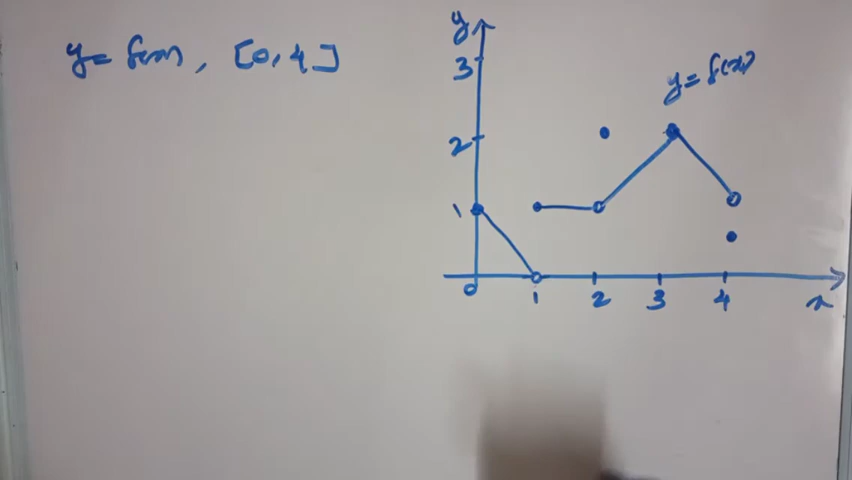 y = f(x), [0, 4]
y
3
y = f(x)
2
1
0 1 2 3 4 x